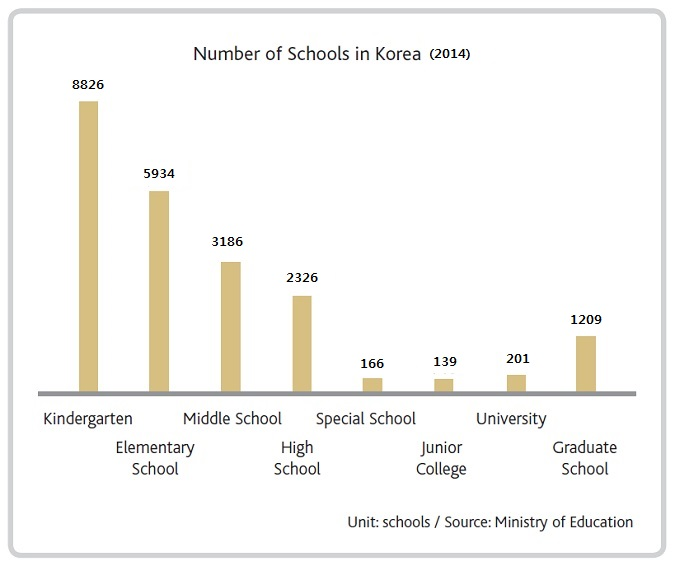 Number of Schools in Korea (2014)
8826
5934
3186
2326
166
139
201
1209
Kindergarten
Elementary
School
Middle School
High
School
Special School
Junior
College
University
Graduate
School
Unit: schools / Source: Ministry of Education